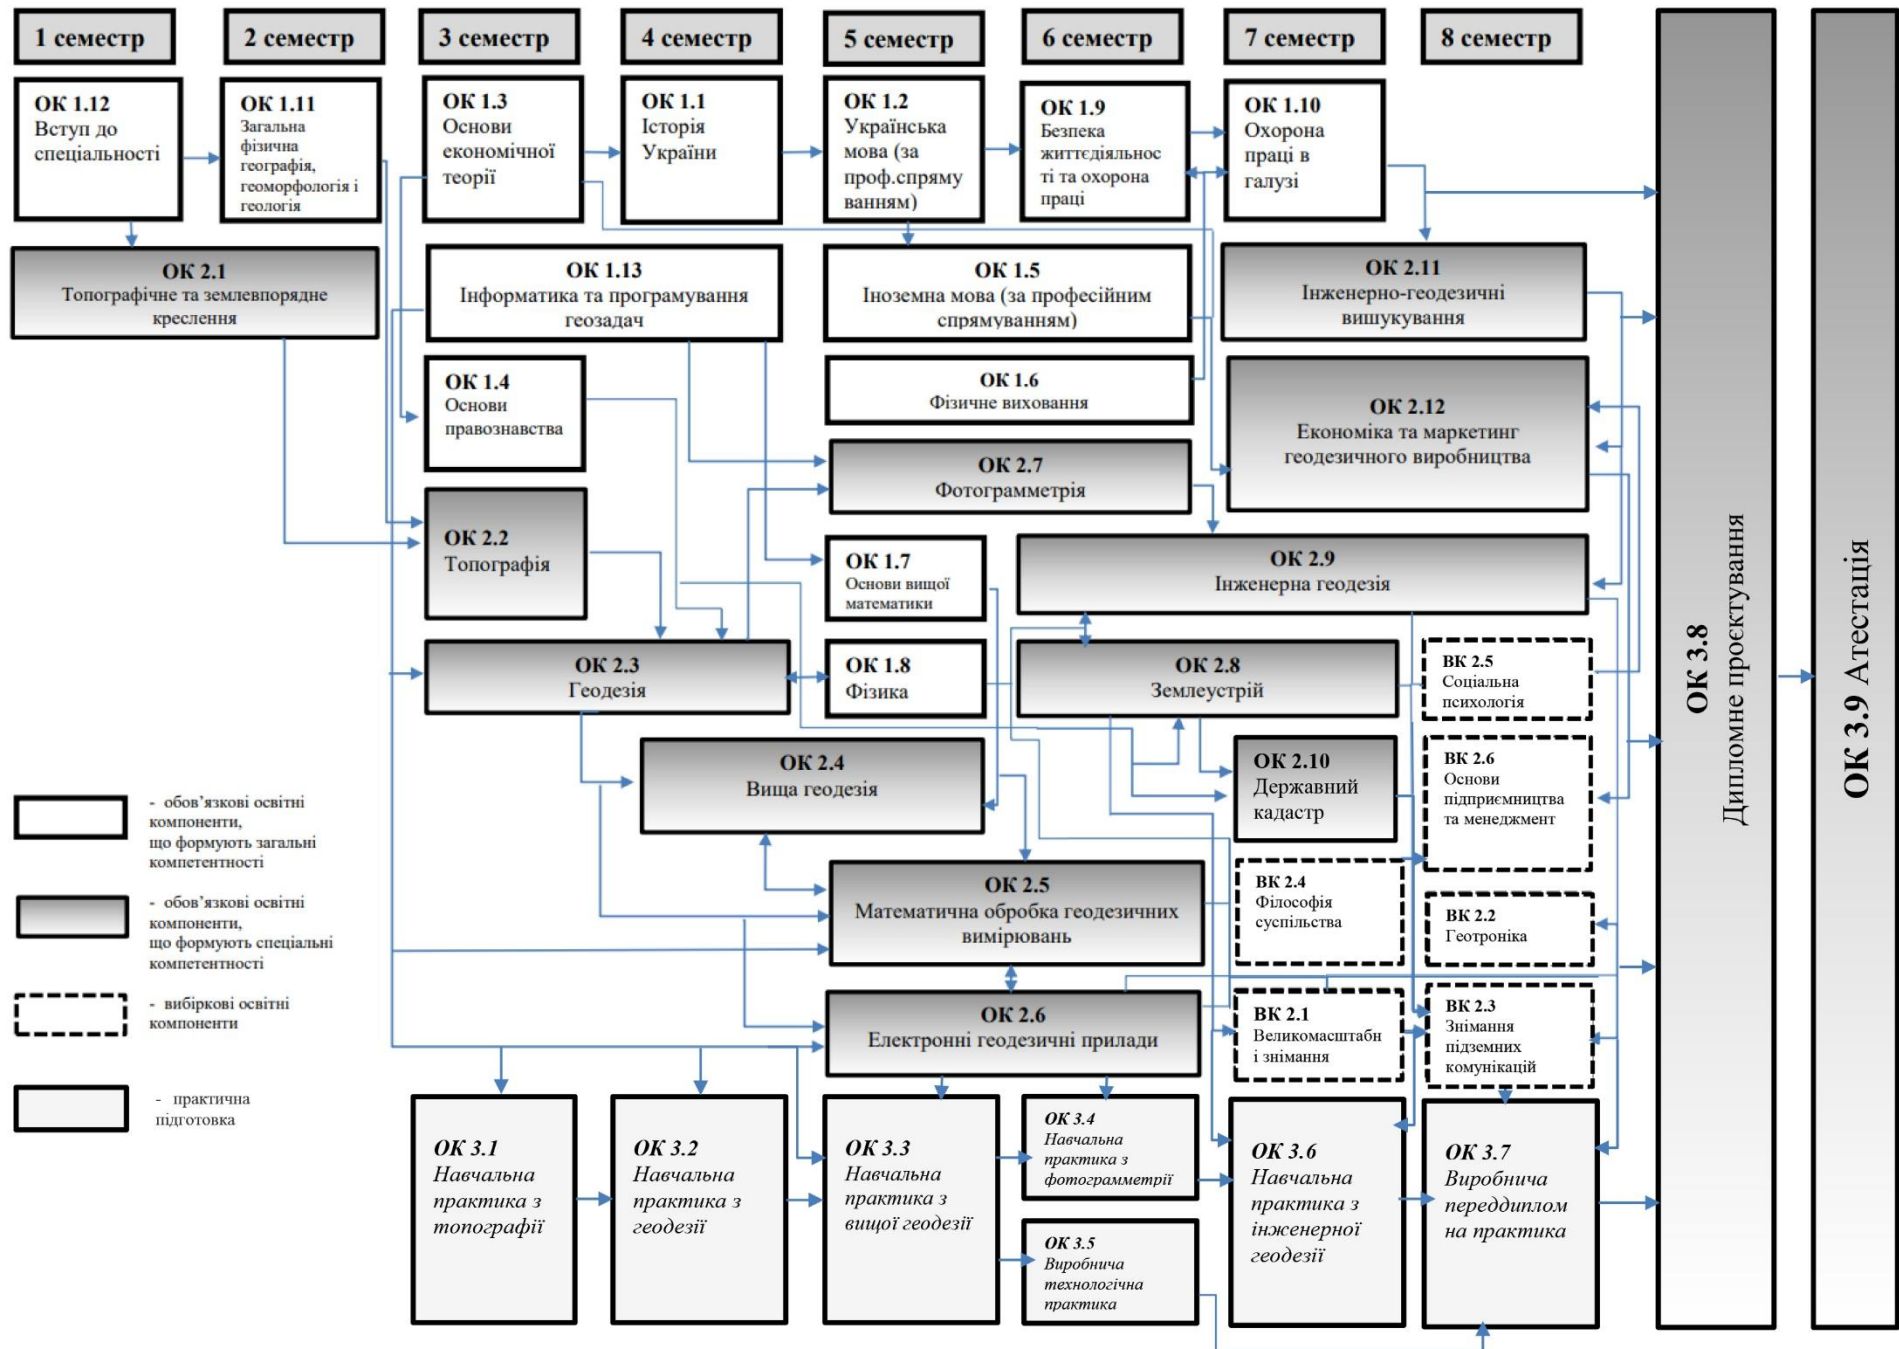 1 семестр
2 семестр
3 семестр
4 семестр
5 семестр
6 семестр
7 семестр
8 семестр
ОК 1.12
Вступ до
спеціальності
ОК 1.11
Загальна
фізична
географія,
геоморфологія і
геологія
ОК 1.3
Основи
економічної
теорії
ОК 1.1
Історія
України
ОК 1.2
Українська
мова (за
проф.спряму
ванням)
ОК 1.9
Безпека
життєдіяльнос
ті та охорона
праці
ОК 1.10
Охорона
праці в
галузі
ОК 2.1
Топографічне та землевпорядне
креслення
ОК 1.13
Інформатика та програмування
геозадач
ОК 1.5
Іноземна мова (за професійним
спрямуванням)
ОК 2.11
Інженерно-геодезичні
вишукування
ОК 1.4
Основи
правознавства
ОК 1.6
Фізичне виховання
ОК 2.12
Економіка та маркетинг
геодезичного виробництва
ОК 2.7
Фотограмметрія
ОК 2.2
Топографія
ОК 1.7
Основи вищої
математики
ОК 2.9
Інженерна геодезія
ОК 2.3
Геодезія
ОК 1.8
Фізика
ОК 2.8
Землеустрій
ВК 2.5
Соціальна
психологія
ОК 2.4
Вища геодезія
ОК 2.10
Державний
кадастр
ВК 2.6
Основи
підприємництва
та менеджмент
ОК 2.5
Математична обробка геодезичних
вимірювань
ВК 2.4
Філософія
суспільства
ВК 2.2
Геотроніка
ОК 2.6
Електронні геодезичні прилади
ВК 2.1
Великомасштабн
і знімання
ВК 2.3
Знімання
підземних
комунікацій
ОК 3.1
Навчальна
практика з
топографії
ОК 3.2
Навчальна
практика з
геодезії
ОК 3.3
Навчальна
практика з
вищої геодезії
ОК 3.4
Навчальна
практика з
фотограмметрії
ОК 3.5
Виробнича
технологічна
практика
ОК 3.6
Навчальна
практика з
інженерної
геодезії
ОК 3.7
Виробнича
переддиплом
на практика
ОК 3.8
Дипломне проєктування
ОК 3.9 Атестація
- обов’язкові освітні
компоненти,
що формують загальні
компетентності
- обов’язкові освітні
компоненти,
що формують спеціальні
компетентності
- вибіркові освітні
компоненти
- практична
підготовка